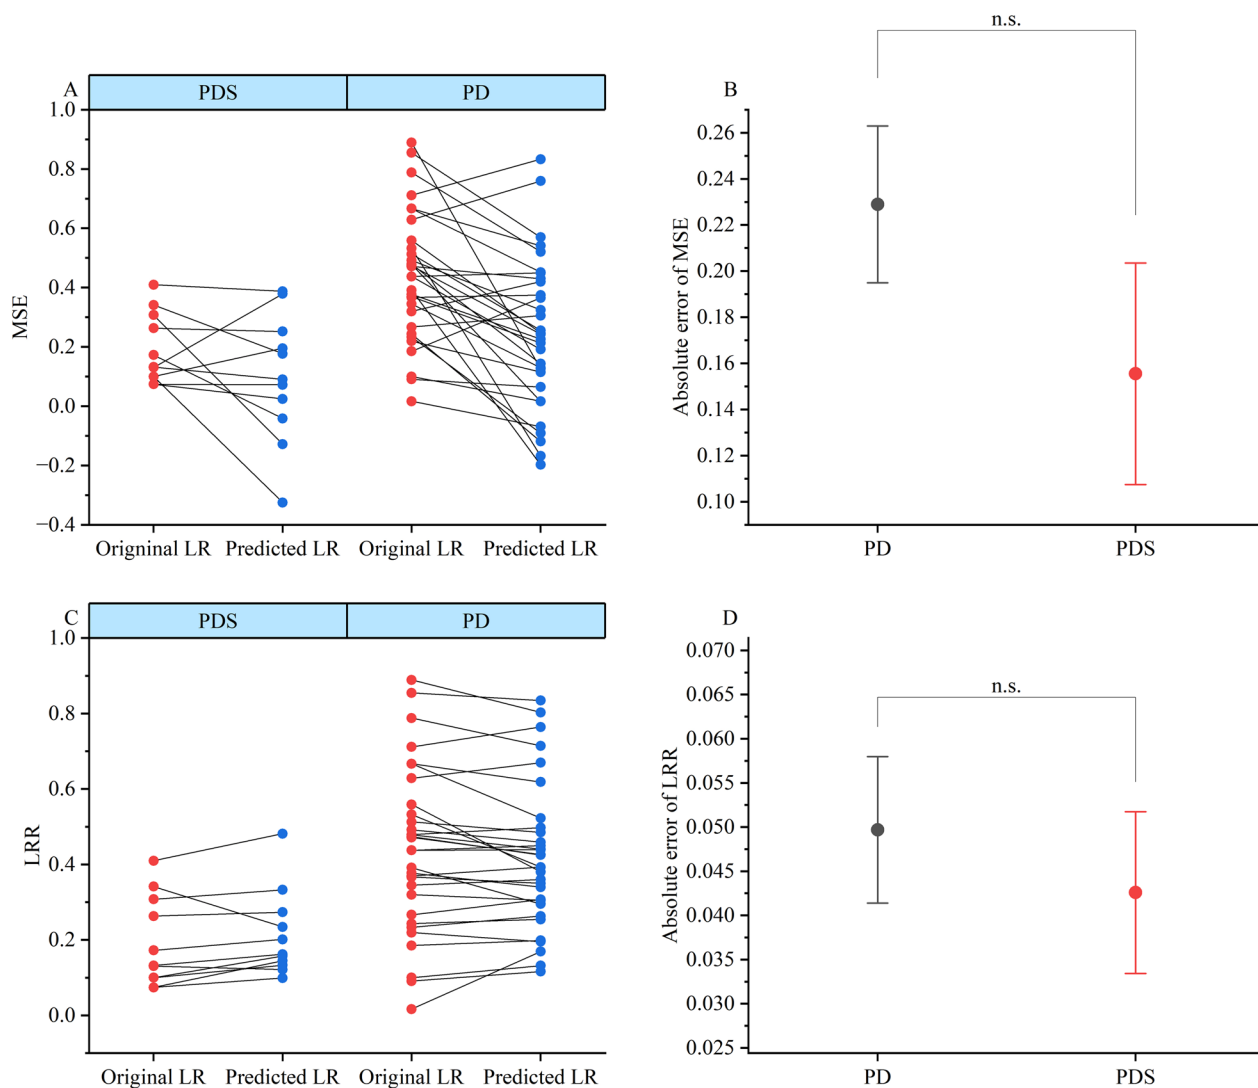 A
PDS
PD
MSE
1.0
0.8
0.6
0.4
0.2
0.0
−0.2
−0.4
Origninal LR
Predicted LR
Original LR
Predicted LR
n.s.
B
Absolute error of MSE
0.26
0.24
0.22
0.20
0.18
0.16
0.14
0.12
0.10
PD
PDS
C
PDS
PD
LRR
1.0
0.8
0.6
0.4
0.2
0.0
Original LR
Predicted LR
Original LR
Predicted LR
D
n.s.
Absolute error of LRR
0.070
0.065
0.060
0.055
0.050
0.045
0.040
0.035
0.030
0.025
PD
PDS